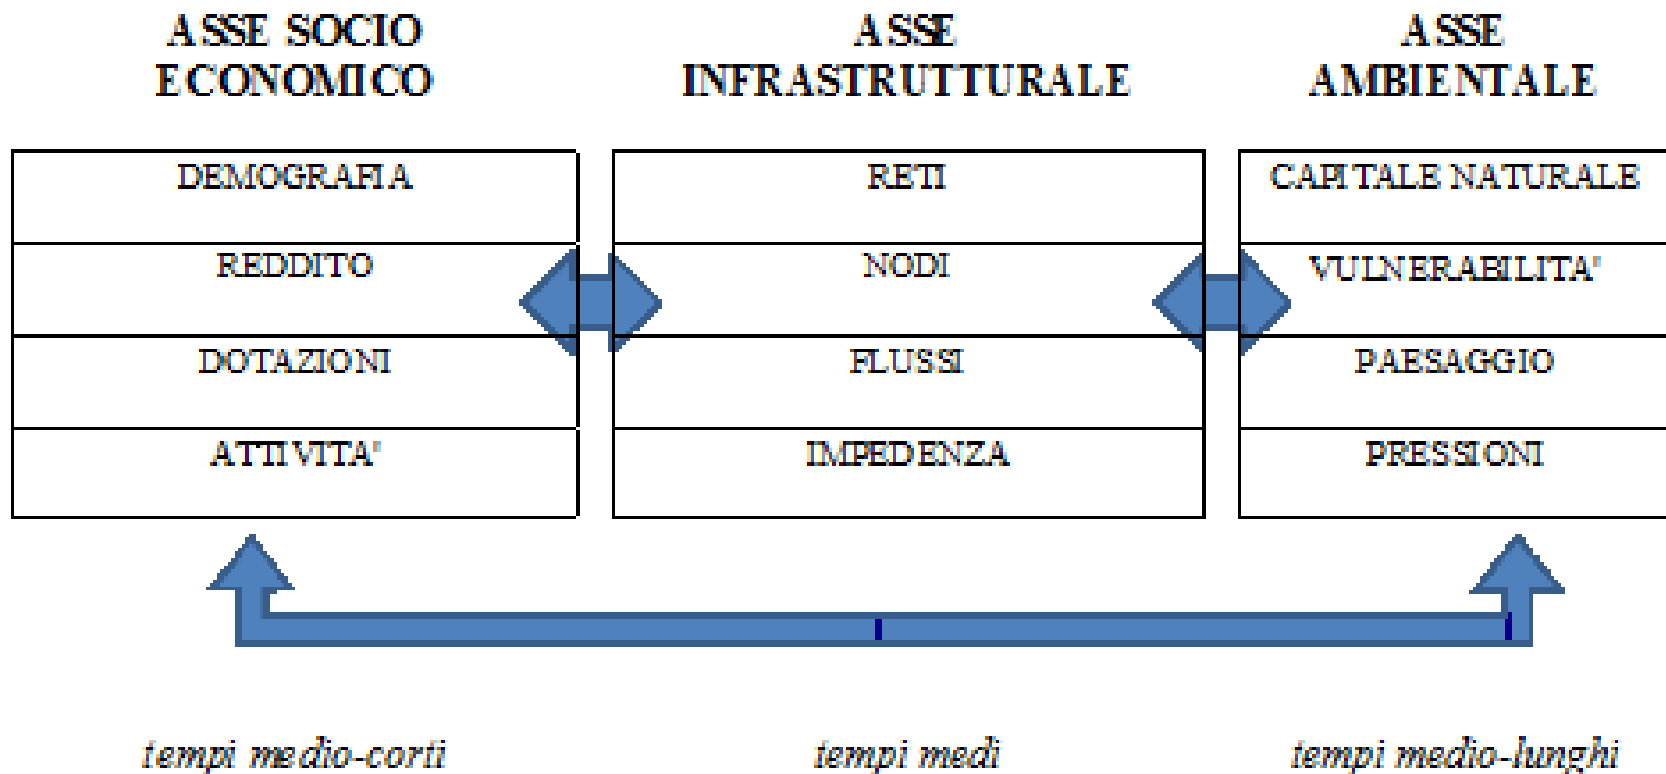 ASSE SOCIO
ECONOMICO
ASSE
INFRASTRUTTURALE
ASSE
AMBIENTALE
DEMOGRAFIA
REDDITO
DOTAZIONI
ATTIVITA'
RETI
NODI
FLUSSI
IMPEDENZA
CAPITALE NATURALE
VULNERABILITA'
PAESAGGIO
PRESSIONI
tempi medio-corti
tempi medi
tempi medio-lunghi